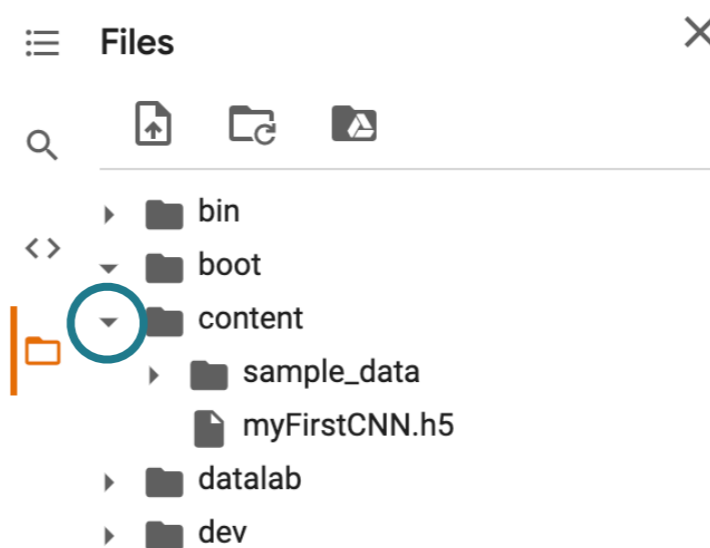 Files
bin
boot
content
sample_data
myFirstCNN.h5
datalab
dev